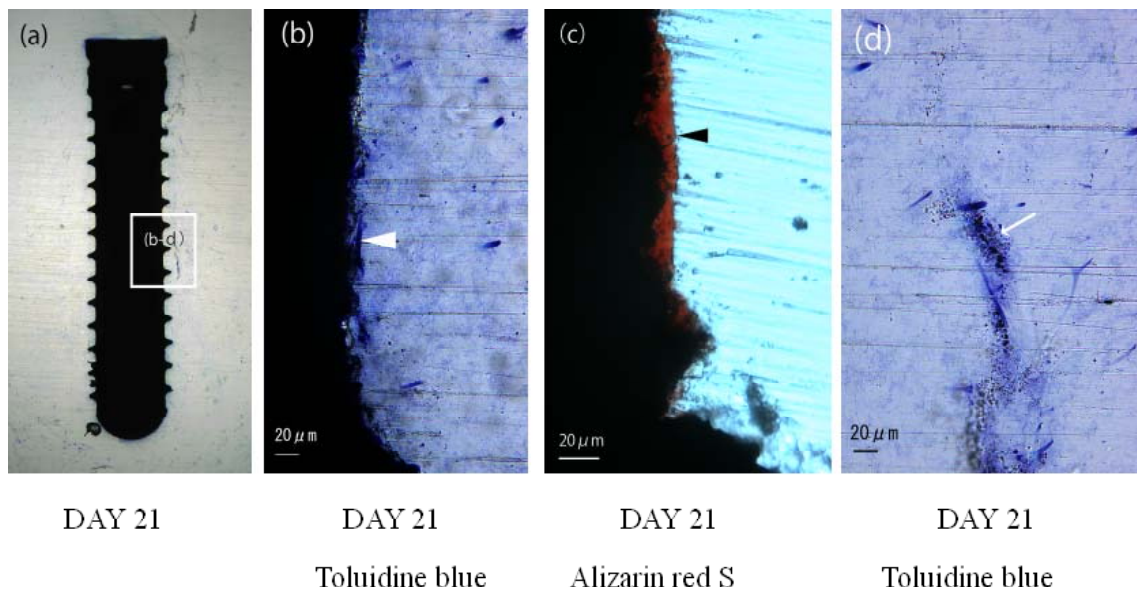 (a)
(b)
(c)
(d)
(b-d)
20 μm
20 μm
20 μm
DAY 21
DAY 21
DAY 21
DAY 21
Toluidine blue
Alizarin red S
Toluidine blue